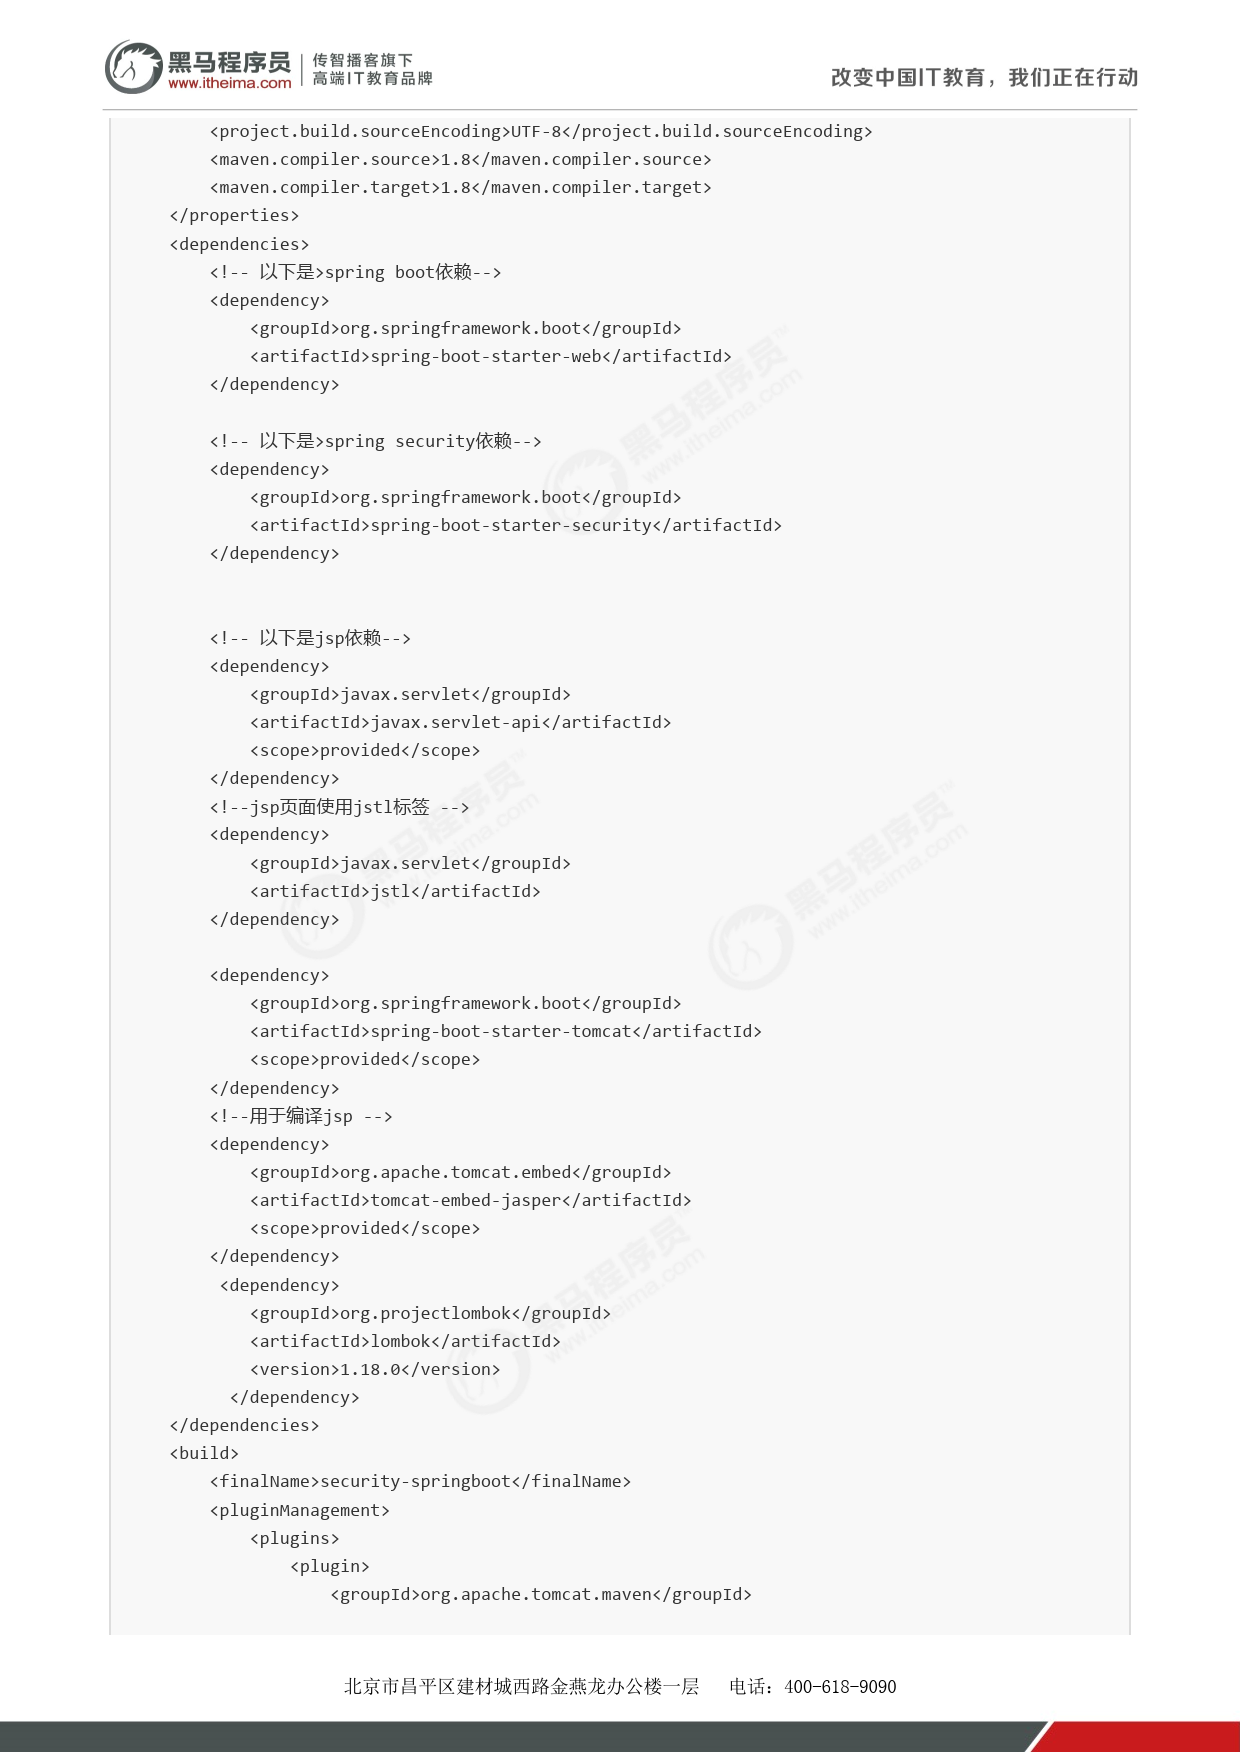 黑马程序员
www.itheima.com
传智播客旗下
高端IT教育品牌
改变中国IT教育，我们正在行动
<project.build.sourceEncoding>UTF-8</project.build.sourceEncoding>
<maven.compiler.source>1.8</maven.compiler.source>
<maven.compiler.target>1.8</maven.compiler.target>
</properties>
<dependencies>
<!-- 以下是>spring boot依赖-->
<dependency>
<groupId>org.springframework.boot</groupId>
<artifactId>spring-boot-starter-web</artifactId>
</dependency>
<!-- 以下是>spring security依赖-->
<dependency>
<groupId>org.springframework.boot</groupId>
<artifactId>spring-boot-starter-security</artifactId>
</dependency>
<!-- 以下是jsp依赖-->
<dependency>
<groupId>javax.servlet</groupId>
<artifactId>javax.servlet-api</artifactId>
<scope>provided</scope>
</dependency>
<!--jsp页面使用jstl标签 -->
<dependency>
<groupId>javax.servlet</groupId>
<artifactId>jstl</artifactId>
</dependency>
<dependency>
<groupId>org.springframework.boot</groupId>
<artifactId>spring-boot-starter-tomcat</artifactId>
<scope>provided</scope>
</dependency>
<!--用于编译jsp -->
<dependency>
<groupId>org.apache.tomcat.embed</groupId>
<artifactId>tomcat-embed-jasper</artifactId>
<scope>provided</scope>
</dependency>
<dependency>
<groupId>org.projectlombok</groupId>
<artifactId>lombok</artifactId>
<version>1.18.0</version>
</dependency>
</dependencies>
<build>
<finalName>security-springboot</finalName>
<pluginManagement>
<plugins>
<plugin>
<groupId>org.apache.tomcat.maven</groupId>
北京市昌平区建材城西路金燕龙办公楼一层 电话：400-618-9090